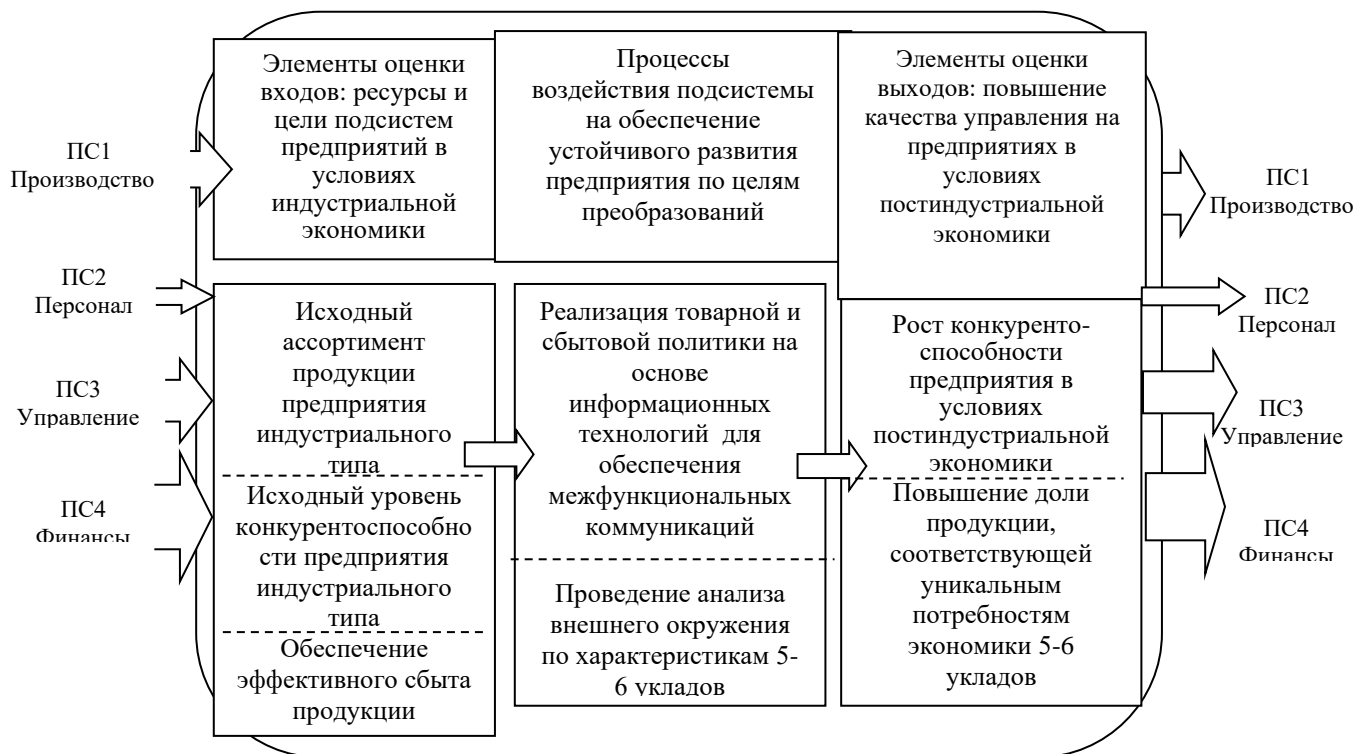 ПС1
Производство
ПС2
Персонал
ПС3
Управление
ПС4
Финансы
Элементы оценки
входов: ресурсы и
цели подсистем
предприятий в
условиях
индустриальной
экономики
Процессы
воздействия подсистемы
на обеспечение
устойчивого развития
предприятия по целям
преобразований
Элементы оценки
выходов: повышение
качества управления на
предприятиях в
условиях
постиндустриальной
экономики
Исходный
ассортимент
продукции
предприятия
индустриального
типа
Исходный уровень
конкурентоспособно
сти предприятия
индустриального
типа
Обеспечение
эффективного сбыта
продукции
Реализация товарной и
сбытовой политики на
основе
информационных
технологий для
обеспечения
межфункциональных
коммуникаций
Проведение анализа
внешнего окружения
по характеристикам 5-
6 укладов
Рост конкуренто-
способности
предприятия в
условиях
постиндустриальной
экономики
Повышение доли
продукции,
соответствующей
уникальным
потребностям
экономики 5-6
укладов
ПС1
Производство
ПС2
Персонал
ПС3
Управление
ПС4
Финансы